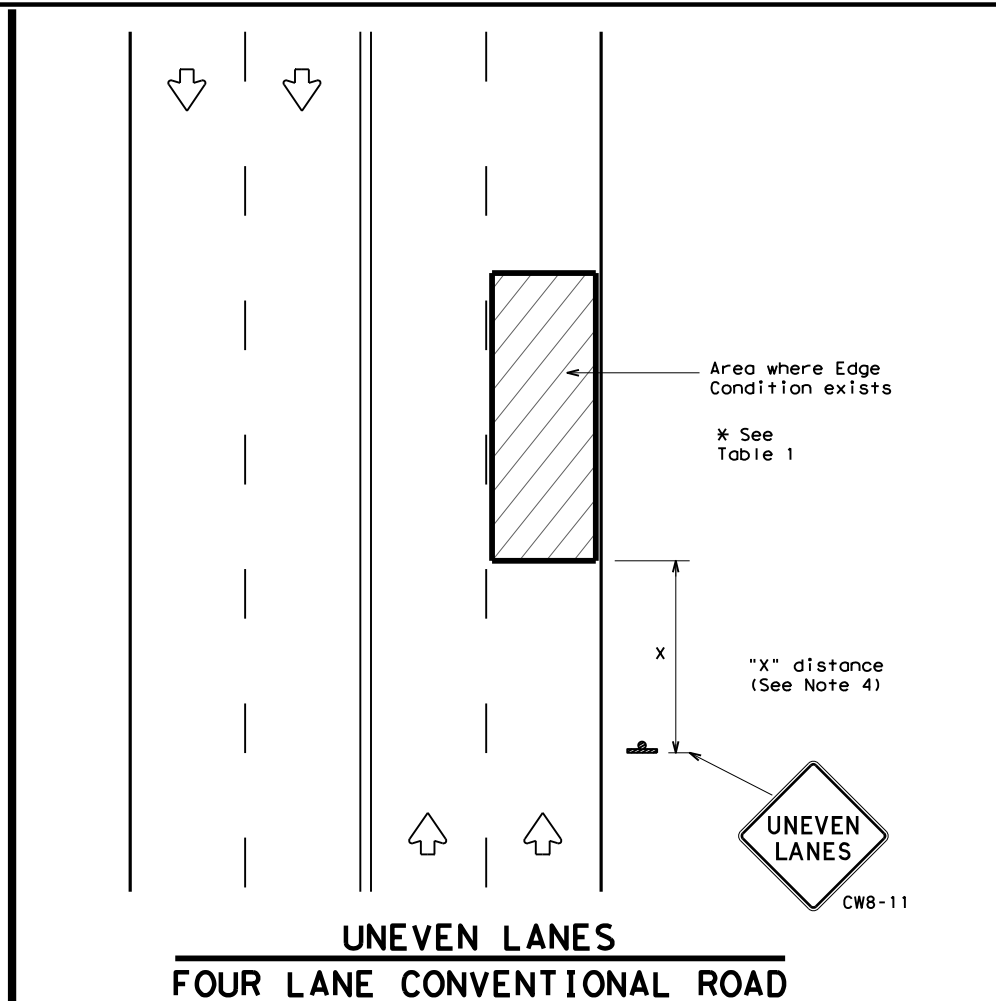 Area where Edge
Condition exists
* See
Table 1
X
"X" distance
(See Note 4)
UNEVEN
LANES
CW8-11
UNEVEN LANES
FOUR LANE CONVENTIONAL ROAD